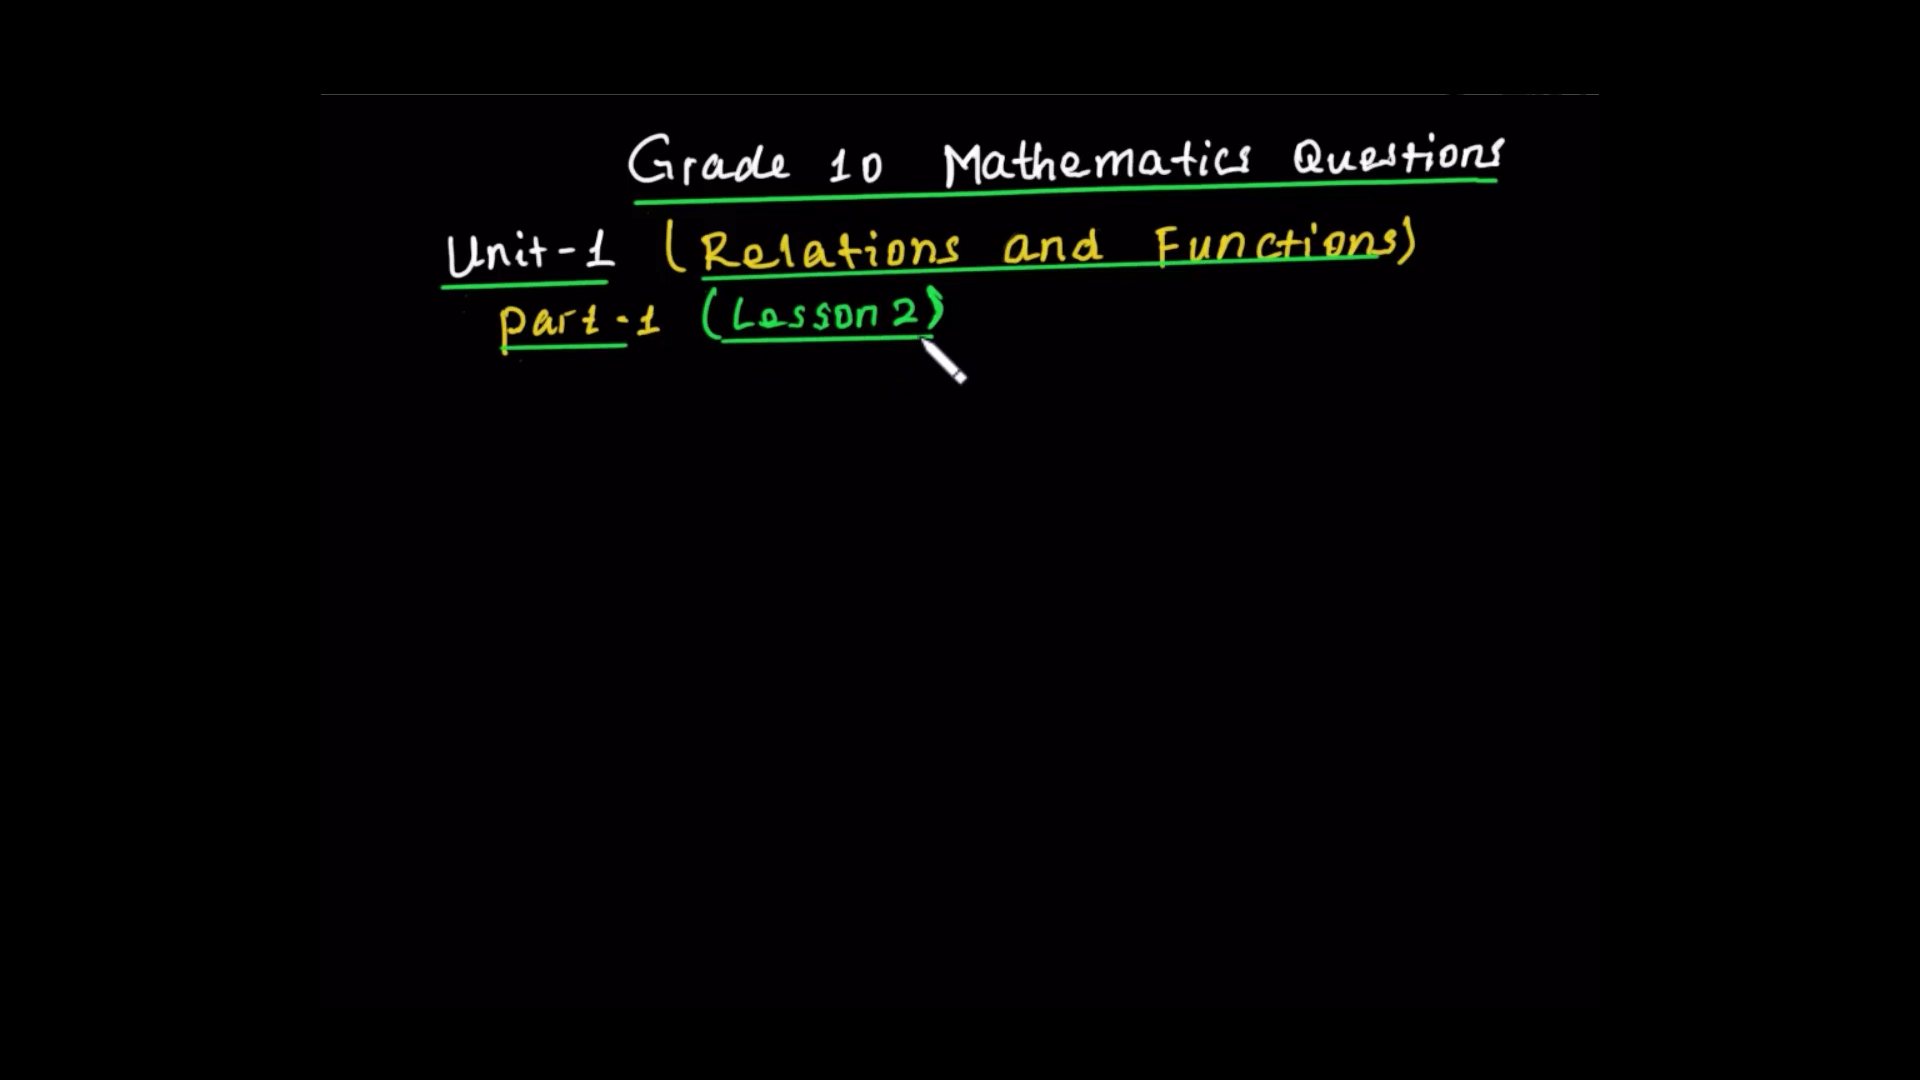 Grade 10 Mathematics Questions
Unit-1 (Relations and Functions)
part-1 (Lesson 2)